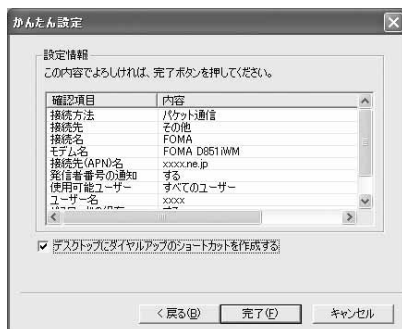 かんたん設定
設定情報
この内容でよろしければ、完了ボタンを押してください。
確認項目 内容
接続方法 パケット通信
接続先 その他
接続名 FOMA
モデム名 FOMA D851iWM
接続先(APN)名 xxxx.ne.jp
発信者番号の通知 する
使用可能ユーザー すべてのユーザー
ユーザー名 xxxx
デスクトップにダイヤルアップのショートカットを作成する
< 戻る(B) 完了(F) キャンセル